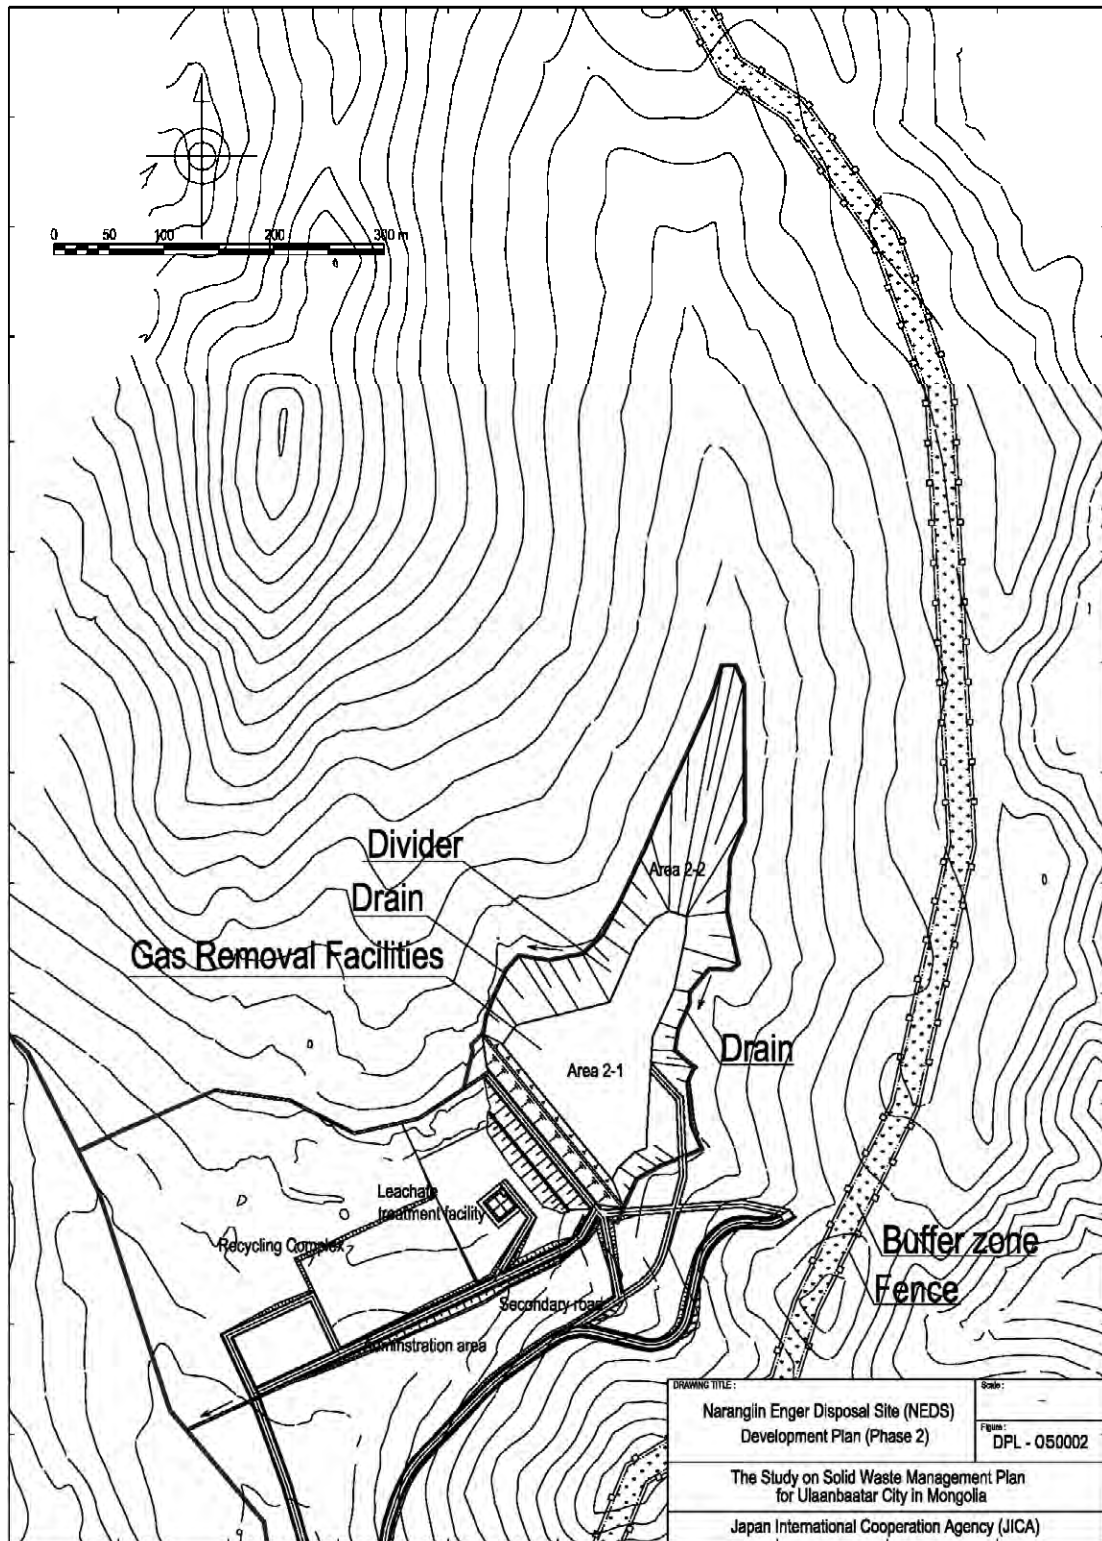 0 50 100 200 300 m
Divider
Area 2-2
Drain
Gas Removal Facilities
Drain
Area 2-1
Leachate
treatment facility
Recycling Complex
Buffer zone
Fence
Secondary road
Adminstration area
DRAWING TITLE :
Scale :
Narangiin Enger Disposal Site (NEDS)
Development Plan (Phase 2)
Figure :
DPL - 050002
The Study on Solid Waste Management Plan
for Ulaanbaatar City in Mongolia
Japan International Cooperation Agency (JICA)